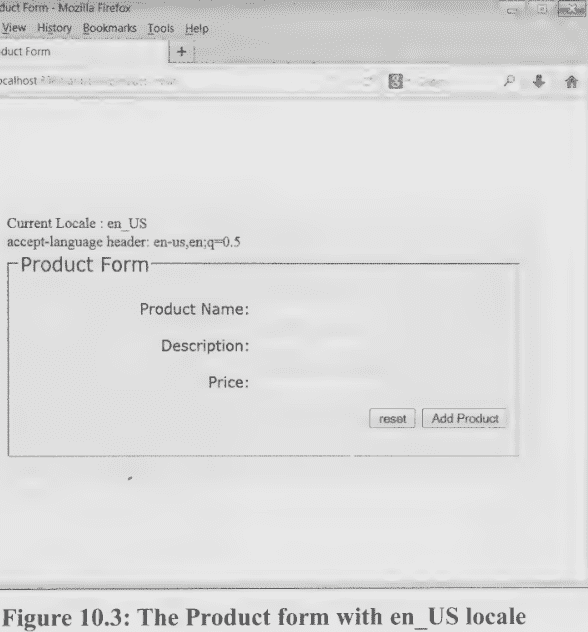 duct Form - Mozilla Firefox
View History Bookmarks Tools Help
duct Form +
ocalhost
Current Locale : en_US
accept-language header: en-us,en;q=0.5
Product Form
Product Name:
Description:
Price:
reset Add Product
Figure 10.3: The Product form with en_US locale